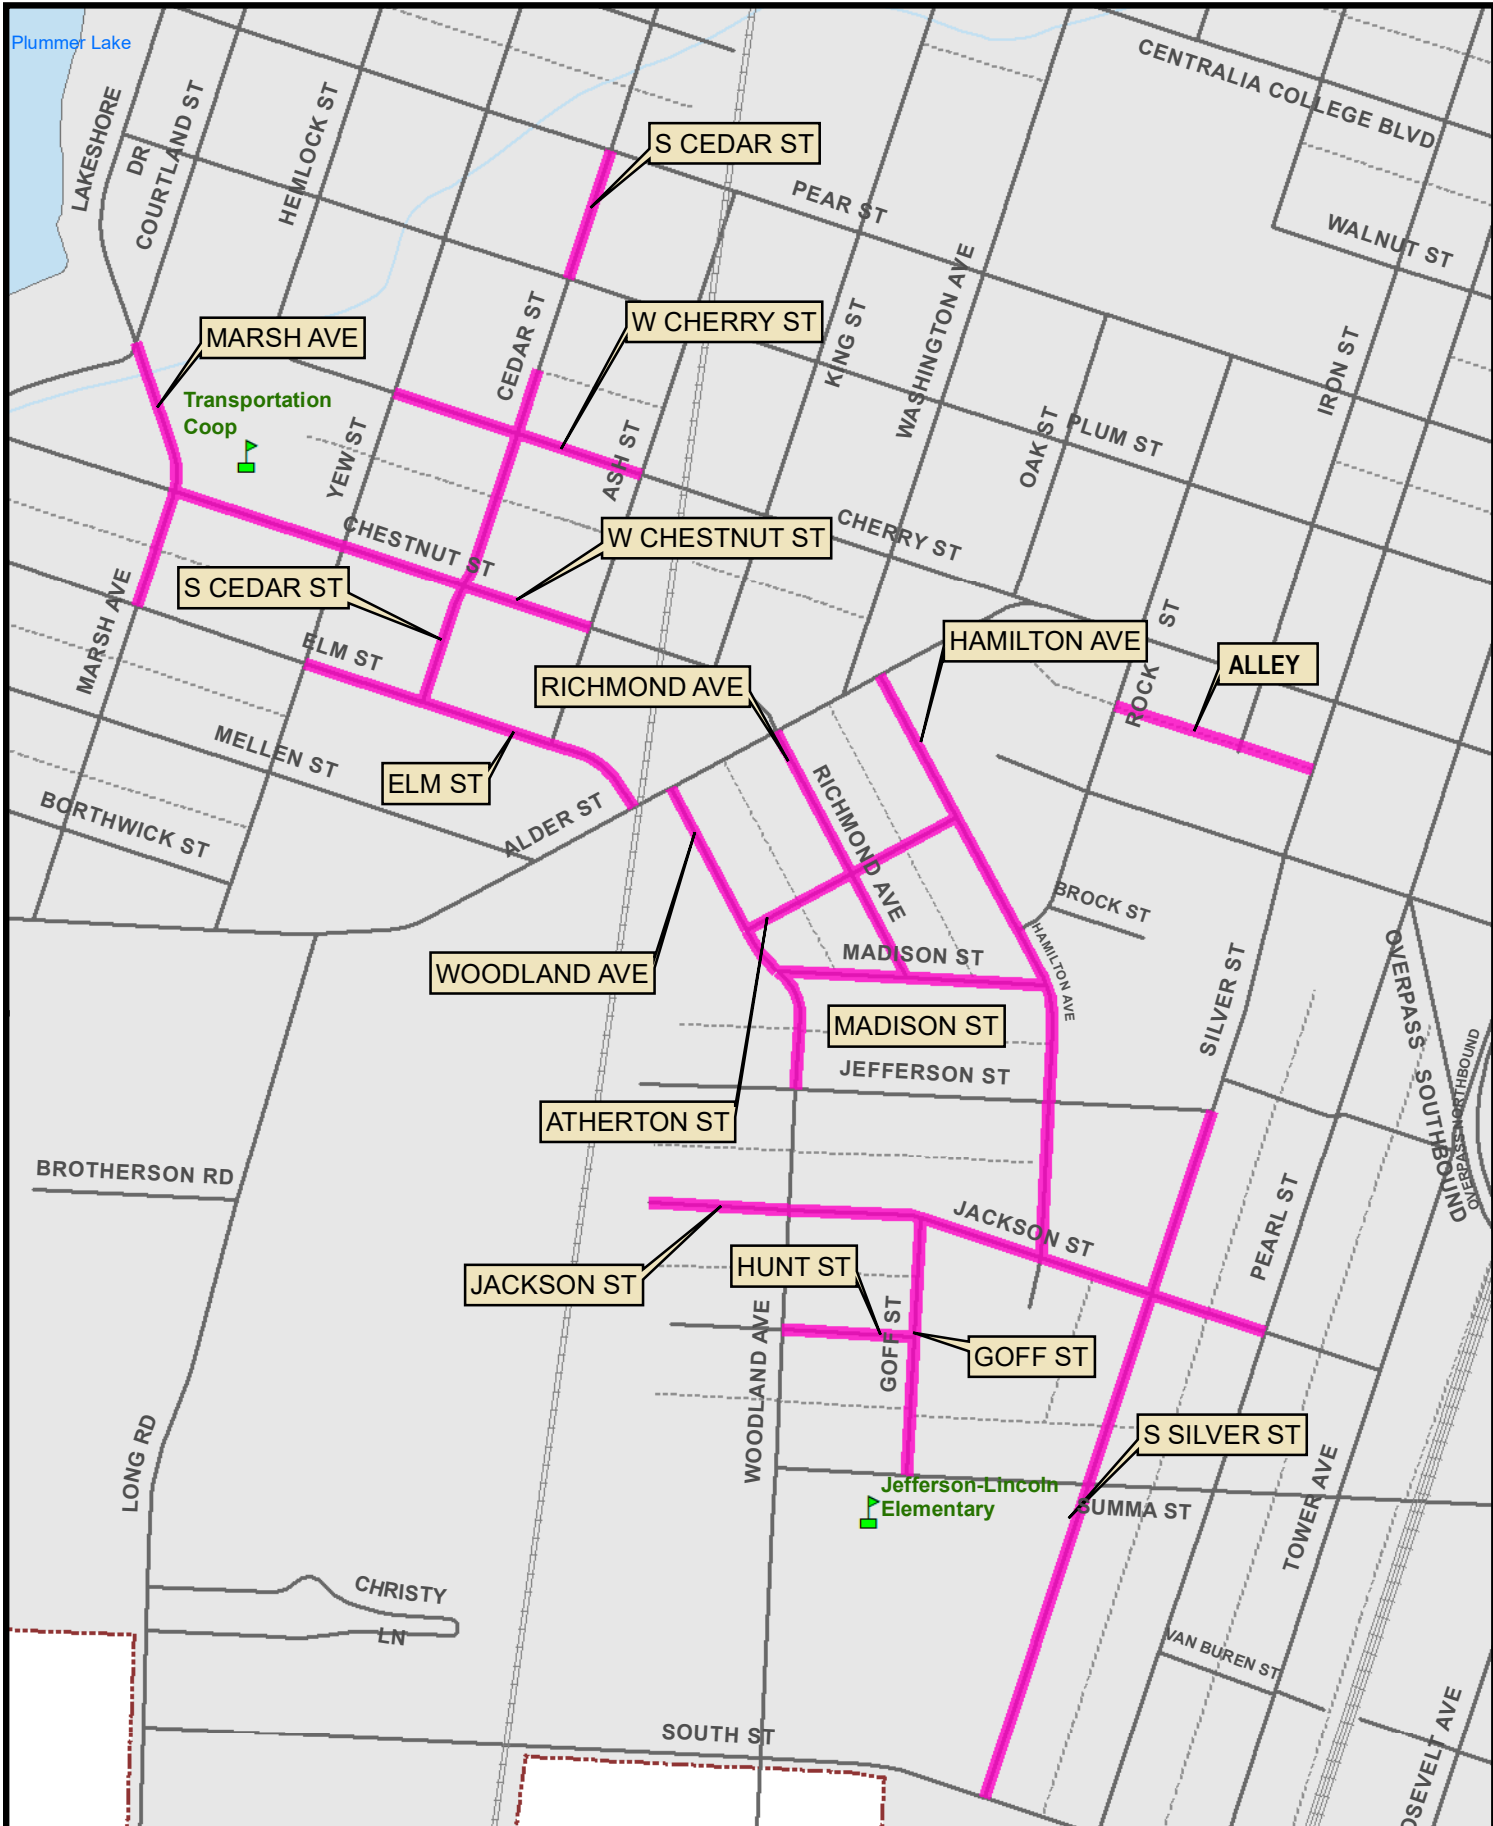 Plummer Lake
CENTRALIA COLLEGE BLVD
LAKESHORE
DR
COURTLAND ST
HEMLOCK ST
S CEDAR ST
PEAR ST
WALNUT ST
WASHINGTON AVE
KING ST
CEDAR ST
W CHERRY ST
MARSH AVE
IRON ST
Transportation
Coop
YEW ST
ASH ST
OAK ST
PLUM ST
CHESTNUT ST
W CHESTNUT ST
CHERRY ST
S CEDAR ST
MARSH AVE
ELM ST
HAMILTON AVE
ROCK
ST
ALLEY
RICHMOND AVE
MELLEN ST
ELM ST
BORTHWICK ST
ALDER ST
RICHMOND AVE
BROCK ST
WOODLAND AVE
MADISON ST
HAMILTON AVE
SILVER ST
OVERPASS
SOUTHBOUND
OVERPASS NORTHBOUND
MADISON ST
JEFFERSON ST
ATHERTON ST
BROTHERSON RD
JACKSON ST
PEARL ST
JACKSON ST
HUNT ST
GOFF ST
GOFF ST
WOODLAND AVE
S SILVER ST
LONG RD
TOWER AVE
Jefferson-Lincoln
Elementary
SUMMA ST
CHRISTY
LN
VAN BUREN ST
SOUTH ST
OSEVELT AVE